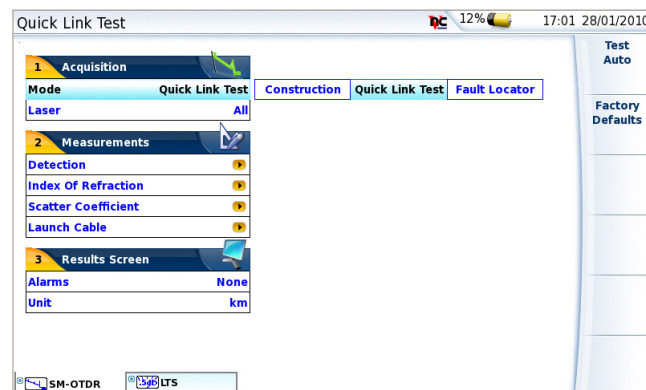 Quick Link Test
12%
17:01 28/01/2010
Test Auto
Factory Defaults
1 Acquisition
Mode Quick Link Test Construction Quick Link Test Fault Locator
Laser All
2 Measurements
Detection
Index Of Refraction
Scatter Coefficient
Launch Cable
3 Results Screen
Alarms None
Unit km
SM-OTDR
LTS